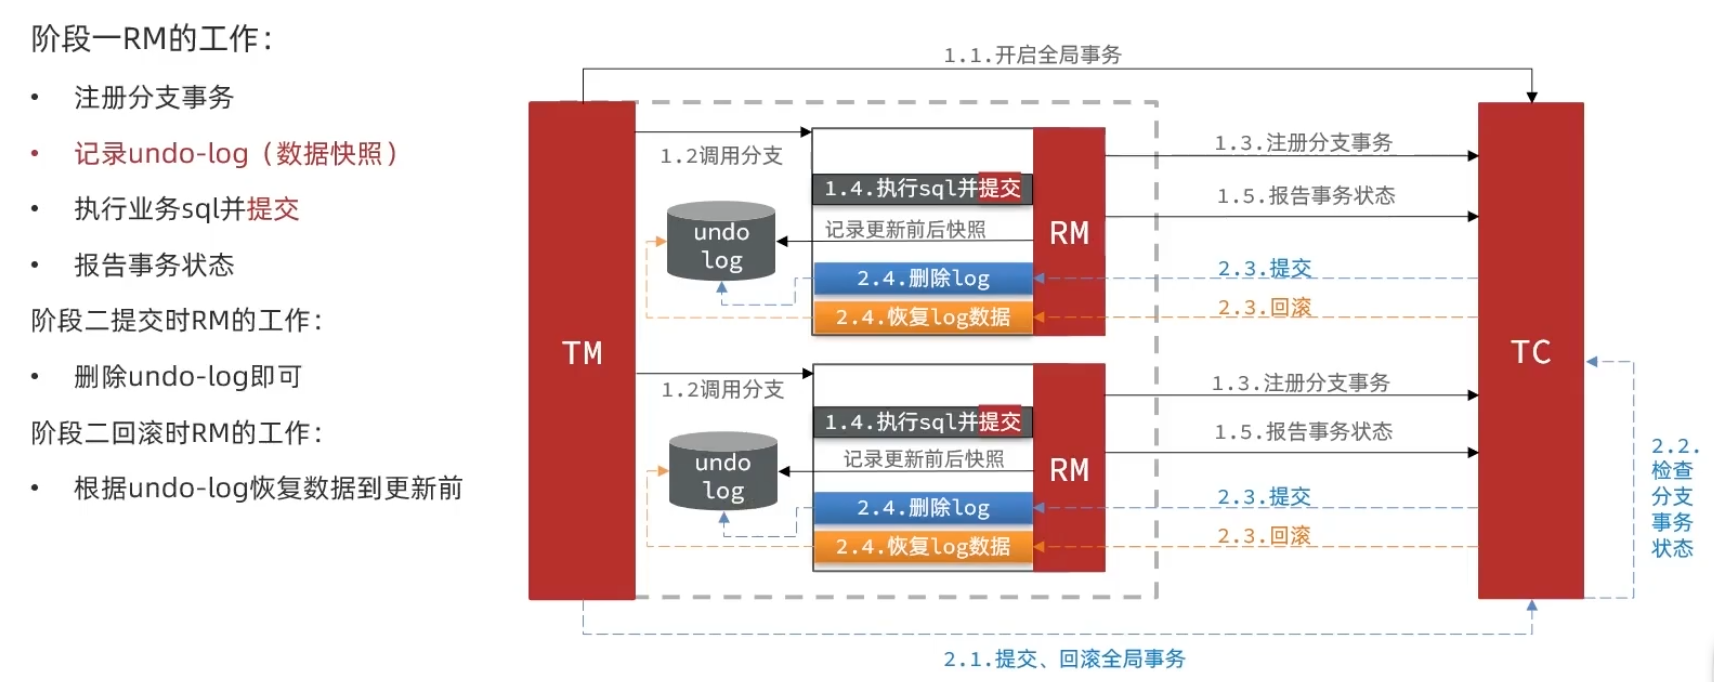 阶段一RM的工作：
• 注册分支事务
• 记录undo-log（数据快照）
• 执行业务sql并提交
• 报告事务状态
阶段二提交时RM的工作：
• 删除undo-log即可
阶段二回滚时RM的工作：
• 根据undo-log恢复数据到更新前
1.1.开启全局事务
TM
1.2调用分支
1.4.执行sql并提交
记录更新前后快照
undo
log
2.4.删除log
2.4.恢复log数据
RM
1.3.注册分支事务
1.5.报告事务状态
2.3.提交
2.3.回滚
1.2调用分支
1.4.执行sql并提交
记录更新前后快照
undo
log
2.4.删除log
2.4.恢复log数据
RM
1.3.注册分支事务
1.5.报告事务状态
2.3.提交
2.3.回滚
TC
2.2.
检查
分支
事务
状态
2.1.提交、回滚全局事务